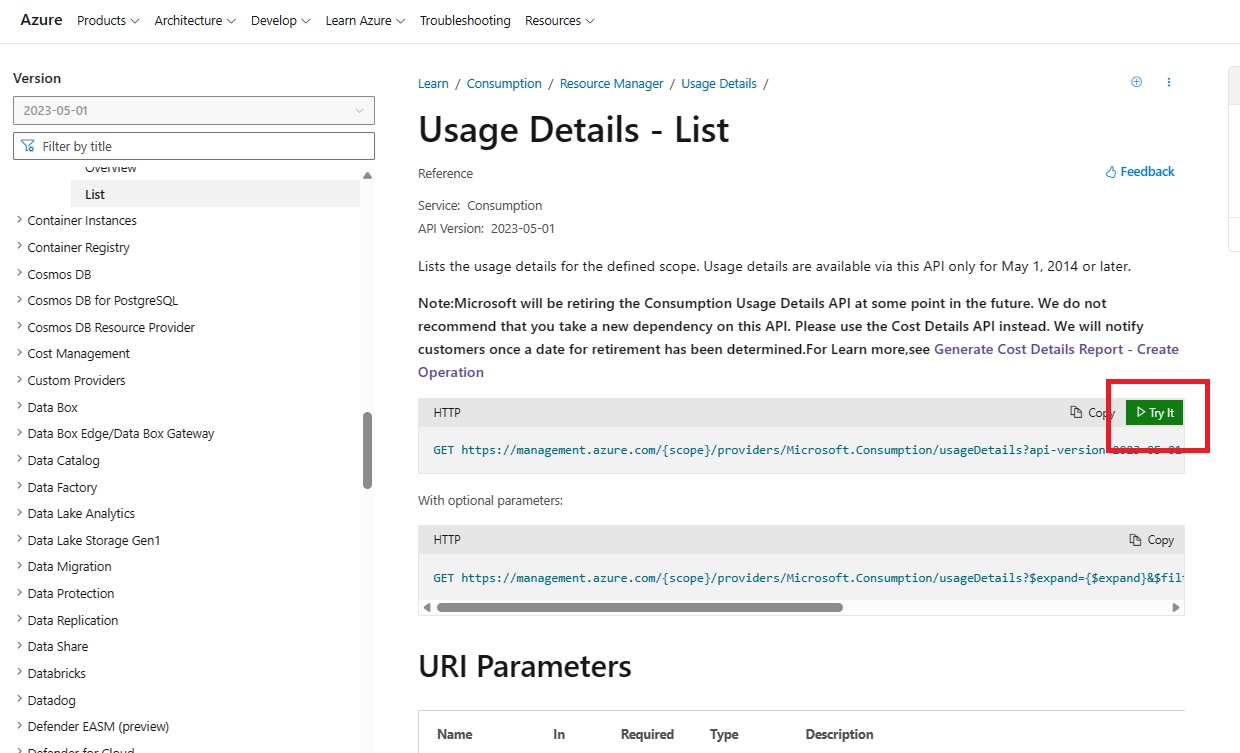 Azure Products Architecture Develop Learn Azure Troubleshooting Resources
Version
2023-05-01
Filter by title
Overview
List
Container Instances
Container Registry
Cosmos DB
Cosmos DB for PostgreSQL
Cosmos DB Resource Provider
Cost Management
Custom Providers
Data Box
Data Box Edge/Data Box Gateway
Data Catalog
Data Factory
Data Lake Analytics
Data Lake Storage Gen1
Data Migration
Data Protection
Data Replication
Data Share
Databricks
Datadog
Defender EASM (preview)
Defender for Cloud
Learn / Consumption / Resource Manager / Usage Details /
Usage Details - List
Reference
Feedback
Service: Consumption
API Version: 2023-05-01
Lists the usage details for the defined scope. Usage details are available via this API only for May 1, 2014 or later.
Note:Microsoft will be retiring the Consumption Usage Details API at some point in the future. We do not
recommend that you take a new dependency on this API. Please use the Cost Details API instead. We will notify
customers once a date for retirement has been determined.For Learn more,see Generate Cost Details Report - Create
Operation
HTTP Copy Try It
GET https://management.azure.com/{scope}/providers/Microsoft.Consumption/usageDetails?api-version=2023-05-01
With optional parameters:
HTTP Copy
GET https://management.azure.com/{scope}/providers/Microsoft.Consumption/usageDetails?$expand={$expand}&$filt
URI Parameters
Name In Required Type Description